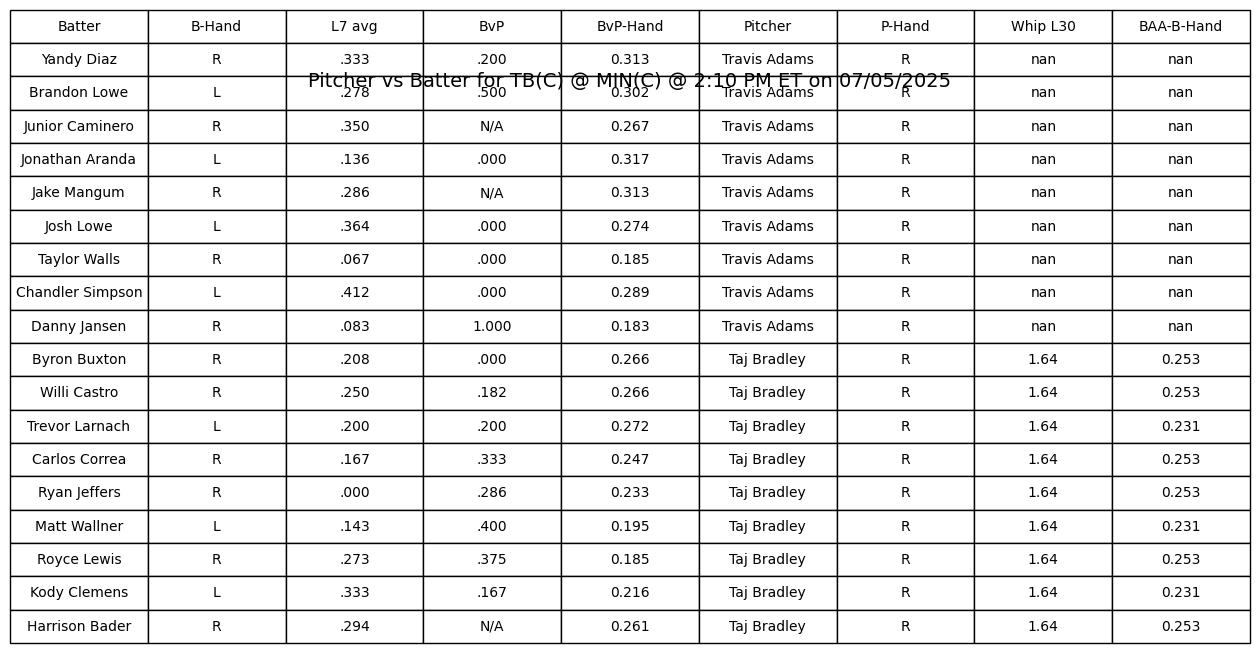 Batter B-Hand L7 avg BvP BvP-Hand Pitcher P-Hand Whip L30 BAA-B-Hand
Yandy Diaz R .333 .200 0.313 Travis Adams R nan nan
Pitcher vs Batter for TB(C) @ MIN(C) @ 2:10 PM ET on 07/05/2025
Brandon Lowe L .278 .500 0.302 Travis Adams R nan nan
Junior Caminero R .350 N/A 0.267 Travis Adams R nan nan
Jonathan Aranda L .136 .000 0.317 Travis Adams R nan nan
Jake Mangum R .286 N/A 0.313 Travis Adams R nan nan
Josh Lowe L .364 .000 0.274 Travis Adams R nan nan
Taylor Walls R .067 .000 0.185 Travis Adams R nan nan
Chandler Simpson L .412 .000 0.289 Travis Adams R nan nan
Danny Jansen R .083 1.000 0.183 Travis Adams R nan nan
Byron Buxton R .208 .000 0.266 Taj Bradley R 1.64 0.253
Willi Castro R .250 .182 0.266 Taj Bradley R 1.64 0.253
Trevor Larnach L .200 .200 0.272 Taj Bradley R 1.64 0.231
Carlos Correa R .167 .333 0.247 Taj Bradley R 1.64 0.253
Ryan Jeffers R .000 .286 0.233 Taj Bradley R 1.64 0.253
Matt Wallner L .143 .400 0.195 Taj Bradley R 1.64 0.231
Royce Lewis R .273 .375 0.185 Taj Bradley R 1.64 0.253
Kody Clemens L .333 .167 0.216 Taj Bradley R 1.64 0.231
Harrison Bader R .294 N/A 0.261 Taj Bradley R 1.64 0.253